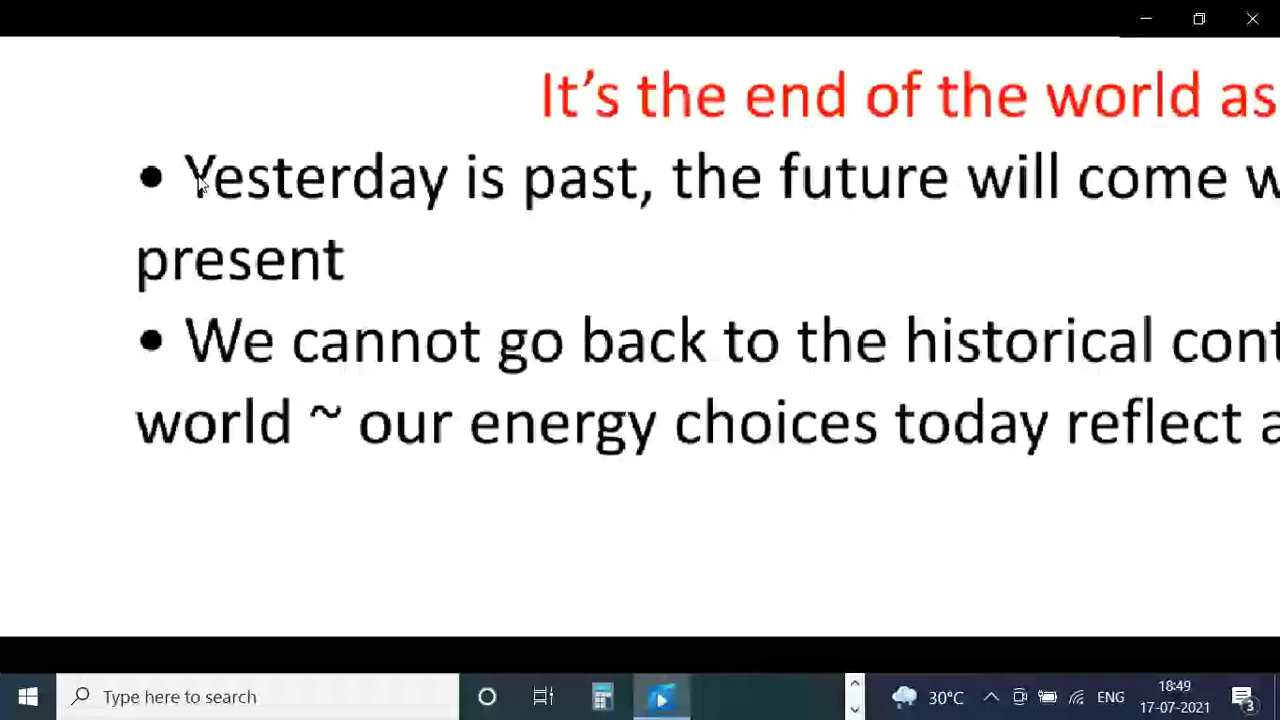 It's the end of the world as
• Yesterday is past, the future will come w
present
• We cannot go back to the historical cont
world ~ our energy choices today reflect a
Type here to search
30°C
ENG
18:49
17-07-2021
3